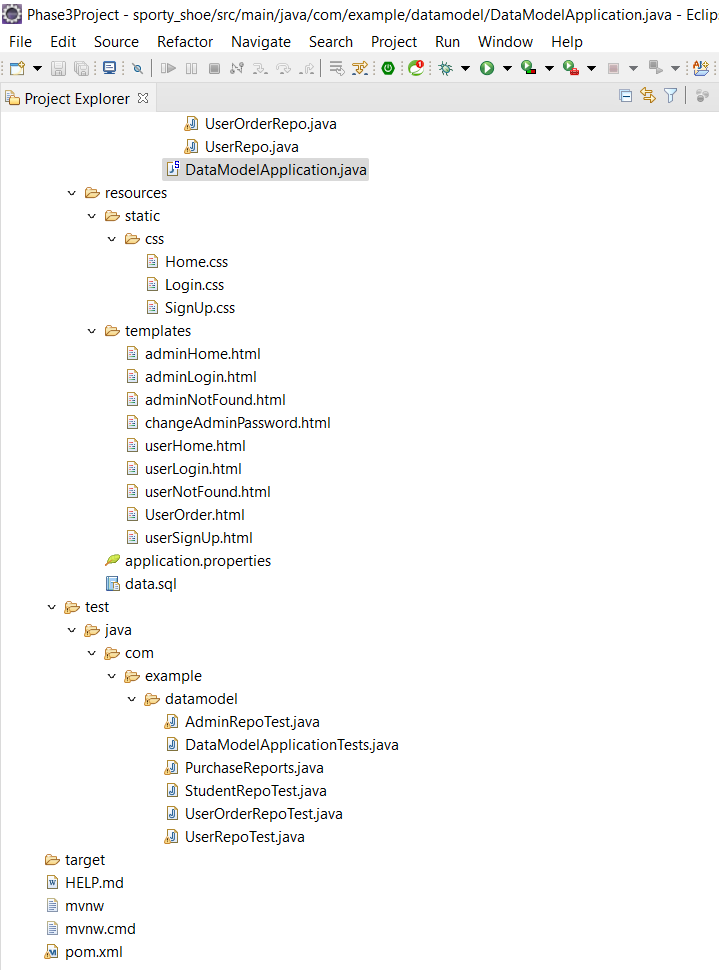 Phase3Project - sporty_shoe/src/main/java/com/example/datamodel/DataModelApplication.java - Eclip
File Edit Source Refactor Navigate Search Project Run Window Help
Project Explorer
UserOrderRepo.java
UserRepo.java
DataModelApplication.java
resources
static
css
Home.css
Login.css
SignUp.css
templates
adminHome.html
adminLogin.html
adminNotFound.html
changeAdminPassword.html
userHome.html
userLogin.html
userNotFound.html
UserOrder.html
userSignUp.html
application.properties
data.sql
test
java
com
example
datamodel
AdminRepoTest.java
DataModelApplicationTests.java
PurchaseReports.java
StudentRepoTest.java
UserOrderRepoTest.java
UserRepoTest.java
target
HELP.md
mvnw
mvnw.cmd
pom.xml